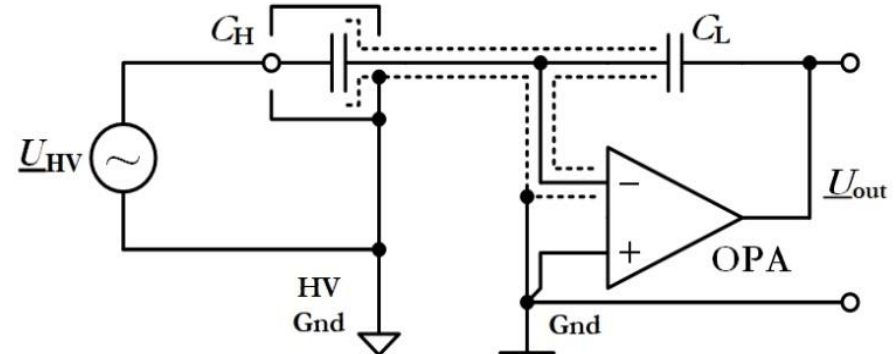 C_H
C_L
U_HV
~
−
+
U_out
OPA
HV
Gnd
Gnd